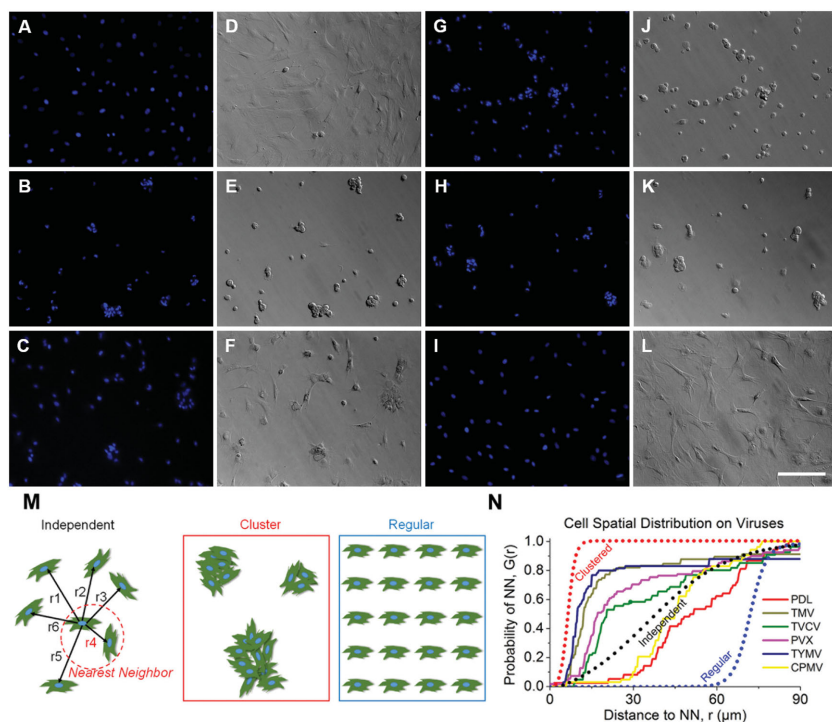 A
D
G
J
B
E
H
K
C
F
I
L
M
Independent
r1
r2
r3
r6
r4
r5
Nearest Neighbor
Cluster
Regular
N
Cell Spatial Distribution on Viruses
Probability of NN, G(r)
1.0
0.8
0.6
0.4
0.2
0.0
Clustered
Independent
Regular
PDL
TMV
TVCV
PVX
TYMV
CPMV
0
30
60
90
Distance to NN, r (μm)